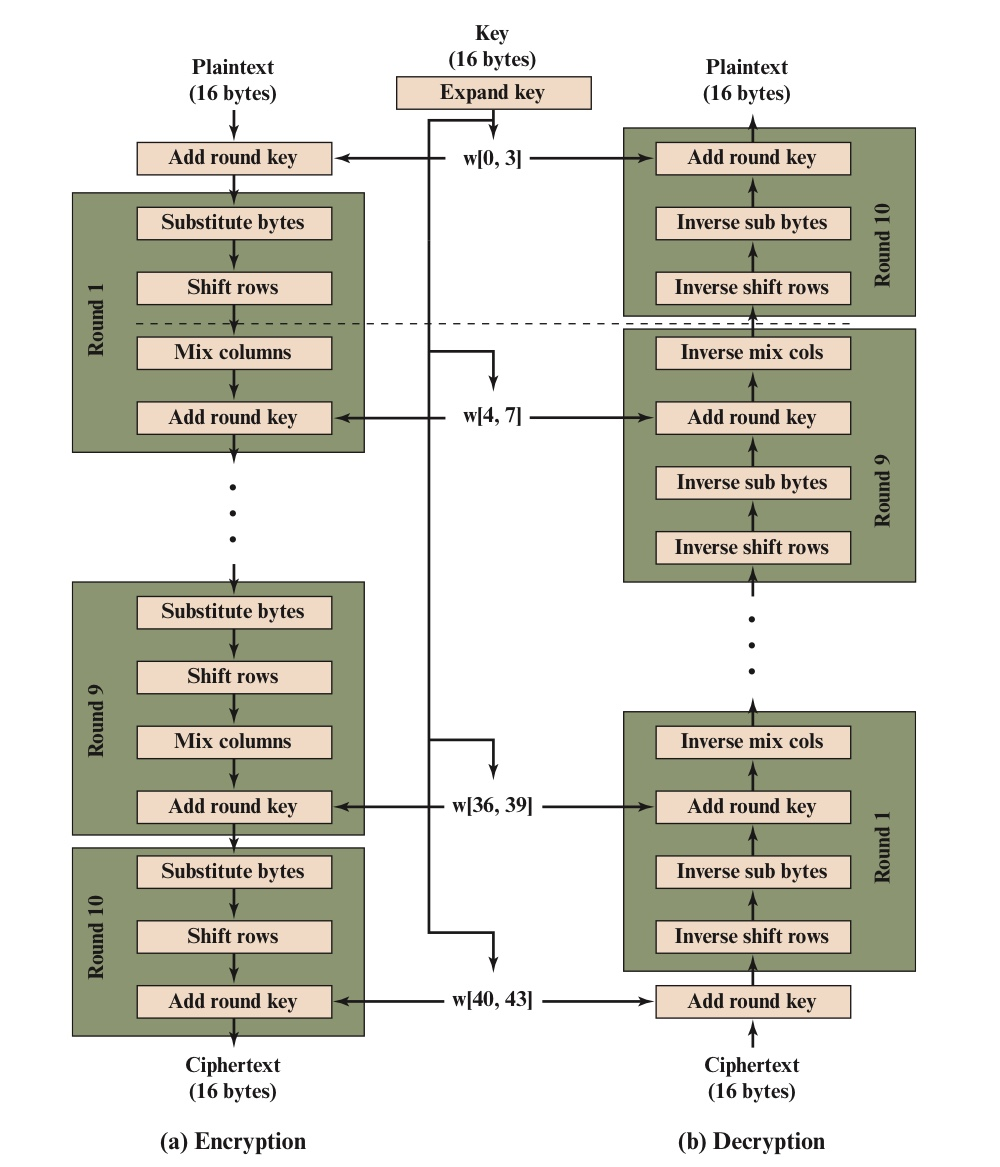 Key
(16 bytes)
Expand key
Plaintext
(16 bytes)
Add round key
Round 1
Substitute bytes
Shift rows
Mix columns
Add round key
Round 9
Substitute bytes
Shift rows
Mix columns
Add round key
Round 10
Substitute bytes
Shift rows
Add round key
Ciphertext
(16 bytes)
(a) Encryption
w[0, 3]
w[4, 7]
w[36, 39]
w[40, 43]
Plaintext
(16 bytes)
Add round key
Inverse sub bytes
Inverse shift rows
Round 10
Inverse mix cols
Add round key
Inverse sub bytes
Inverse shift rows
Round 9
Inverse mix cols
Add round key
Inverse sub bytes
Inverse shift rows
Round 1
Add round key
Ciphertext
(16 bytes)
(b) Decryption